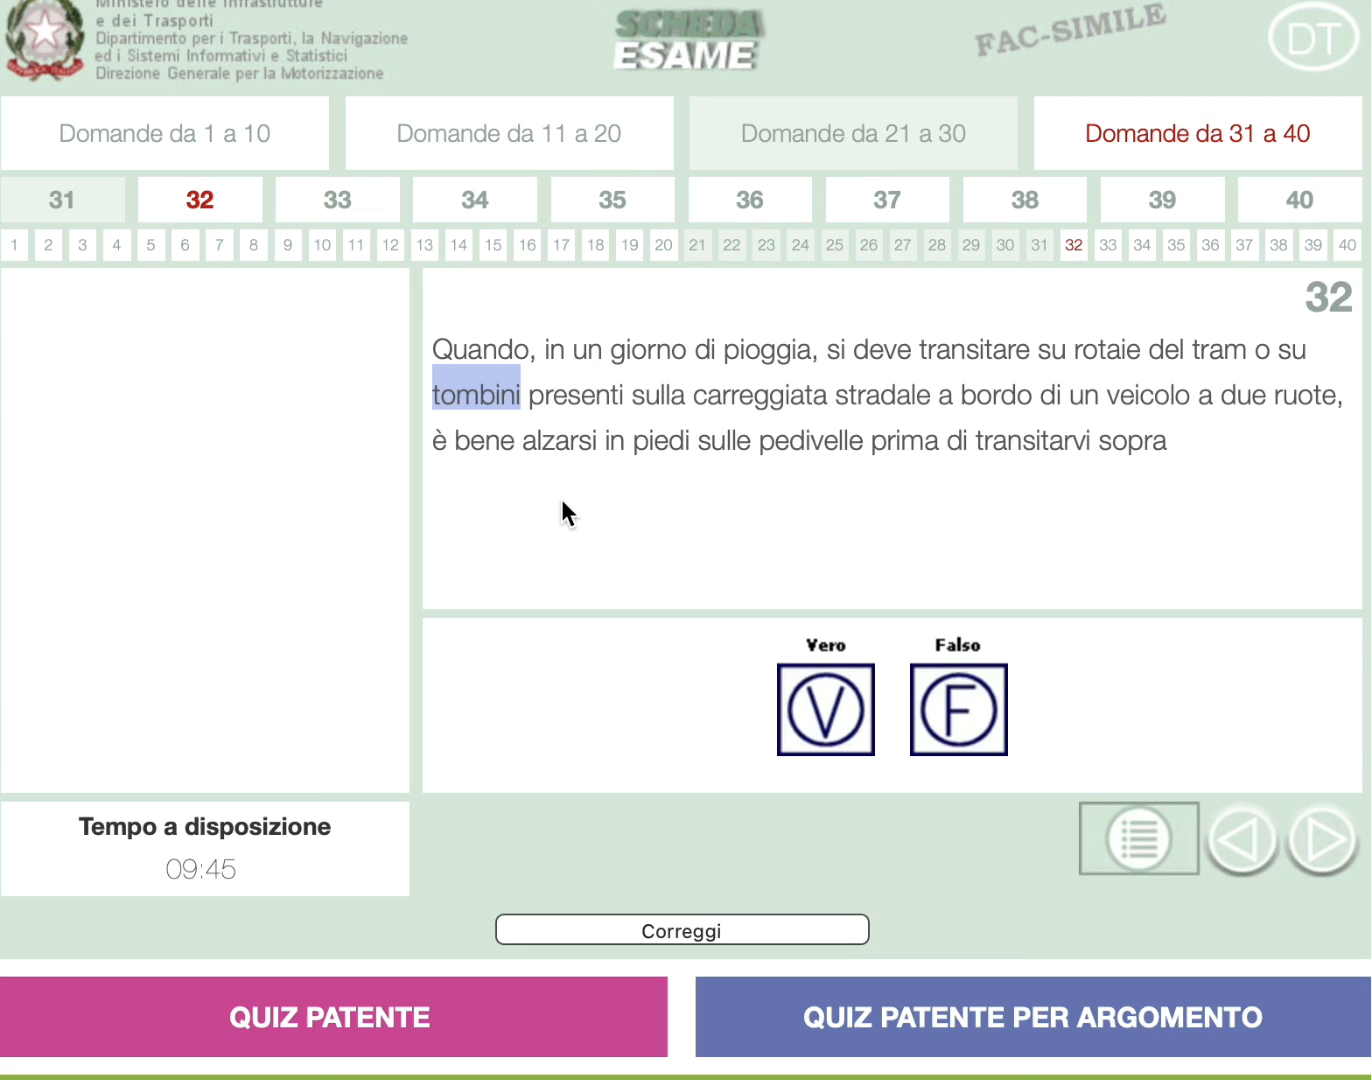 Ministero delle Infrastrutture
e dei Trasporti
Dipartimento per i Trasporti, la Navigazione
ed i Sistemi Informativi e Statistici
Direzione Generale per la Motorizzazione
SCHEDA
ESAME
FAC-SIMILE
DT
Domande da 1 a 10
Domande da 11 a 20
Domande da 21 a 30
Domande da 31 a 40
31 32 33 34 35 36 37 38 39 40
1 2 3 4 5 6 7 8 9 10 11 12 13 14 15 16 17 18 19 20 21 22 23 24 25 26 27 28 29 30 31 32 33 34 35 36 37 38 39 40
32
Quando, in un giorno di pioggia, si deve transitare su rotaie del tram o su
tombini presenti sulla carreggiata stradale a bordo di un veicolo a due ruote,
è bene alzarsi in piedi sulle pedivelle prima di transitarvi sopra
Vero Falso
V F
Tempo a disposizione
09:45
Correggi
QUIZ PATENTE
QUIZ PATENTE PER ARGOMENTO